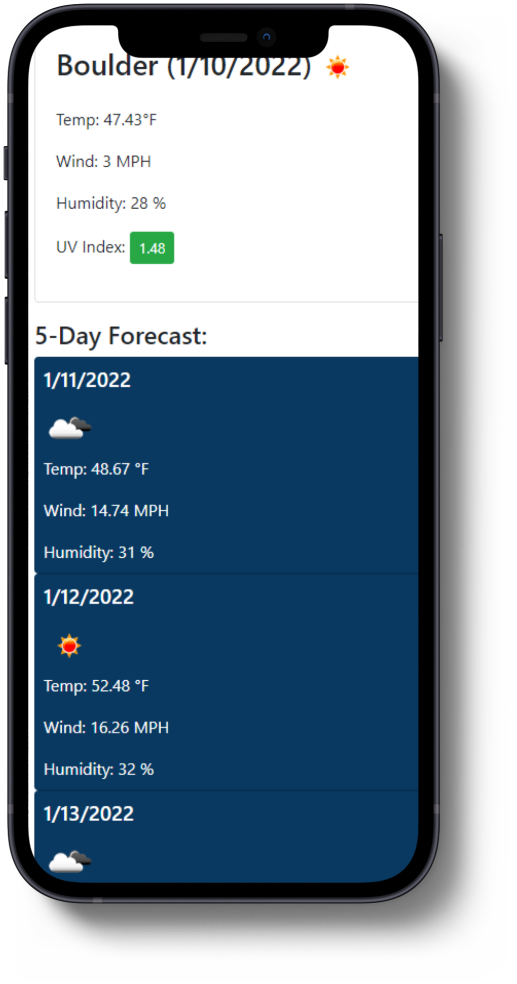 Boulder (1/10/2022)
Temp: 47.43°F
Wind: 3 MPH
Humidity: 28 %
UV Index: 1.48
5-Day Forecast:
1/11/2022
Temp: 48.67 °F
Wind: 14.74 MPH
Humidity: 31 %
1/12/2022
Temp: 52.48 °F
Wind: 16.26 MPH
Humidity: 32 %
1/13/2022